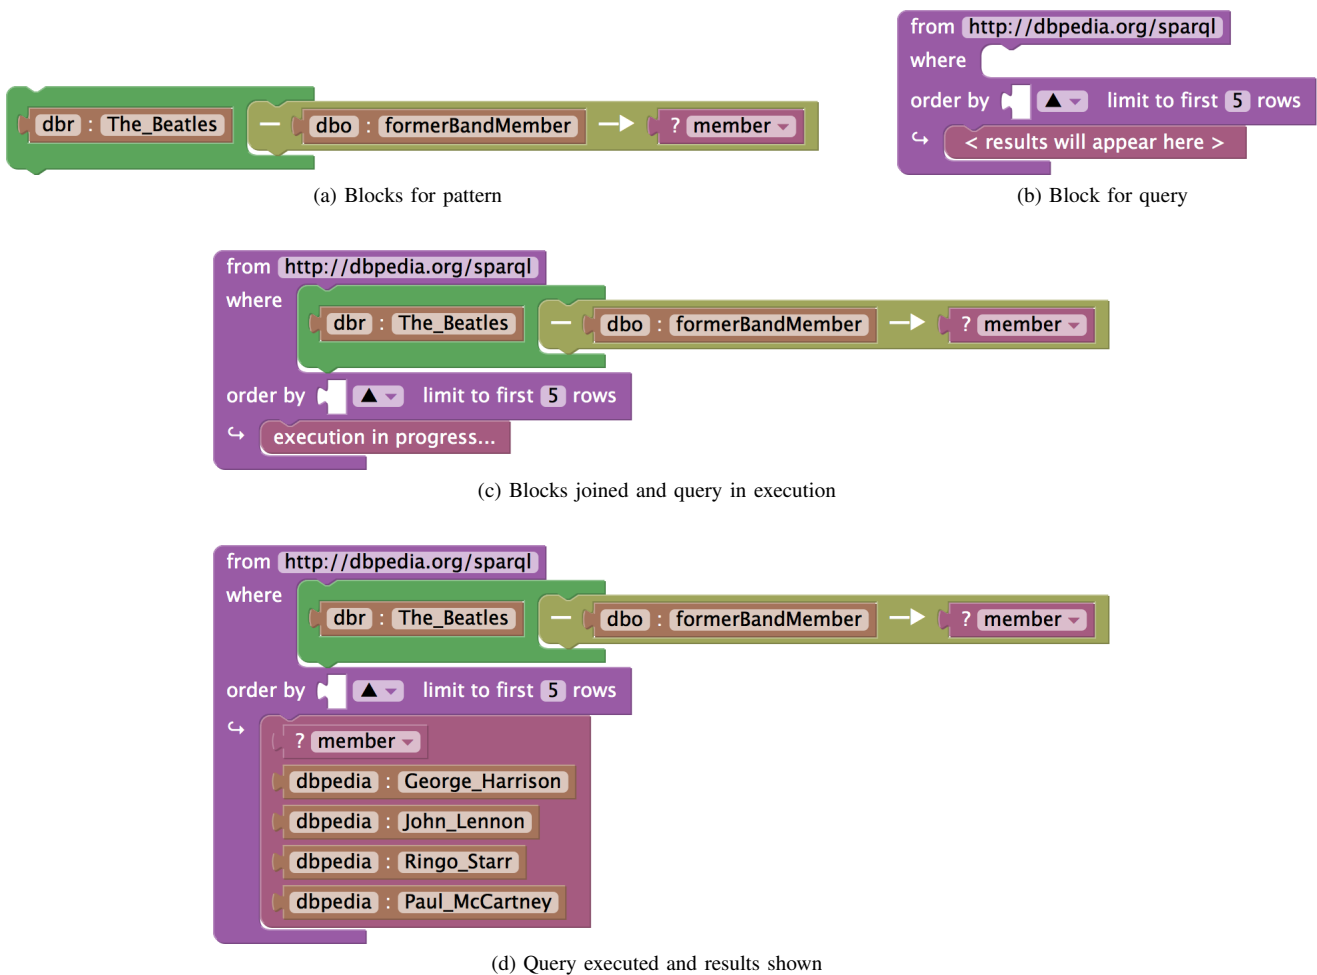 dbr : The_Beatles — dbo : formerBandMember → ? member
(a) Blocks for pattern
from http://dbpedia.org/sparql
where
order by ▲ limit to first 5 rows
↪ < results will appear here >
(b) Block for query
from http://dbpedia.org/sparql
where
dbr : The_Beatles — dbo : formerBandMember → ? member
order by ▲ limit to first 5 rows
↪ execution in progress...
(c) Blocks joined and query in execution
from http://dbpedia.org/sparql
where
dbr : The_Beatles — dbo : formerBandMember → ? member
order by ▲ limit to first 5 rows
↪ ? member
dbpedia : George_Harrison
dbpedia : John_Lennon
dbpedia : Ringo_Starr
dbpedia : Paul_McCartney
(d) Query executed and results shown